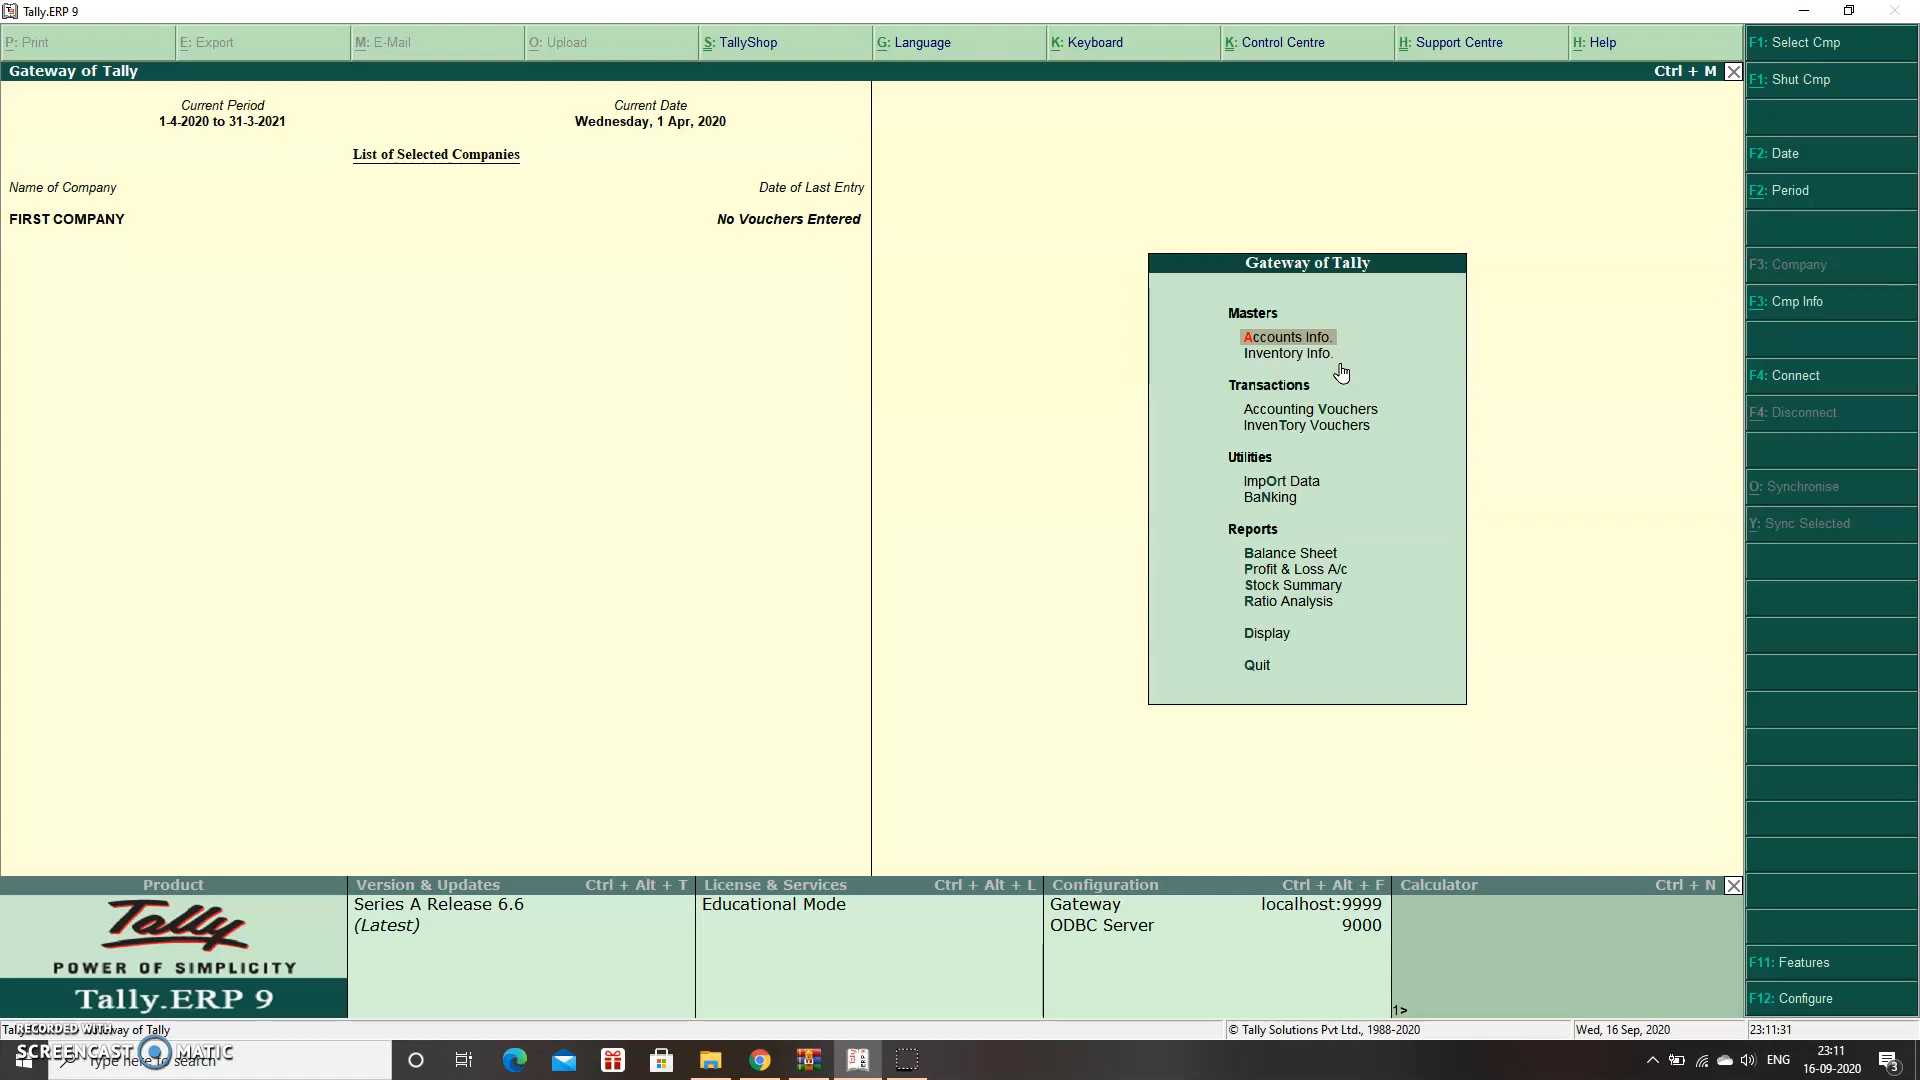 Tally.ERP 9
P: Print
E: Export
M: E-Mail
O: Upload
S: TallyShop
G: Language
K: Keyboard
K: Control Centre
H: Support Centre
H: Help
Gateway of Tally
Ctrl + M
Current Period
1-4-2020 to 31-3-2021
Current Date
Wednesday, 1 Apr, 2020
List of Selected Companies
Name of Company
Date of Last Entry
FIRST COMPANY
No Vouchers Entered
Gateway of Tally
Masters
Accounts Info.
Inventory Info.
Transactions
Accounting Vouchers
InvenTory Vouchers
Utilities
ImpOrt Data
BaNking
Reports
Balance Sheet
Profit & Loss A/c
Stock Summary
Ratio Analysis
Display
Quit
F1: Select Cmp
F1: Shut Cmp
F2: Date
F2: Period
F3: Company
F3: Cmp Info
F4: Connect
F4: Disconnect
O: Synchronise
Y: Sync Selected
F11: Features
F12: Configure
Product
Tally
POWER OF SIMPLICITY
Tally.ERP 9
Version & Updates
Ctrl + Alt + T
Series A Release 6.6
(Latest)
License & Services
Ctrl + Alt + L
Educational Mode
Configuration
Ctrl + Alt + F
Gateway
localhost:9999
ODBC Server
9000
Calculator
Ctrl + N
1>
Gateway of Tally
© Tally Solutions Pvt Ltd., 1988-2020
Wed, 16 Sep, 2020
23:11:31
RECORDED WITH
SCREENCAST MATIC
Type here to search
ENG
23:11
16-09-2020
3